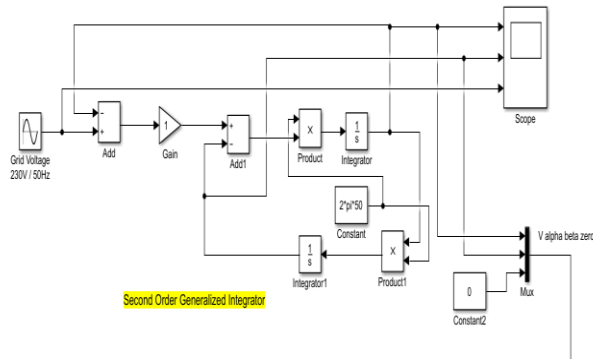 Scope
Grid Voltage
230V / 50Hz
−
+
Add
1
Gain
+
−
Add1
X
Product
1
s
Integrator
2*pi*50
Constant
1
s
Integrator1
X
Product1
V alpha beta zero
Mux
0
Constant2
Second Order Generalized Integrator